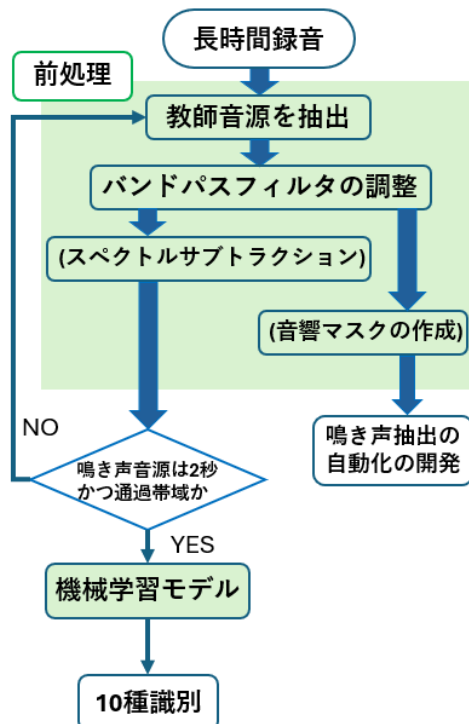 長時間録音
前処理
教師音源を抽出
バンドパスフィルタの調整
(スペクトルサブトラクション)
(音響マスクの作成)
NO
鳴き声音源は2秒
かつ通過帯域か
鳴き声抽出の
自動化の開発
YES
機械学習モデル
10種識別